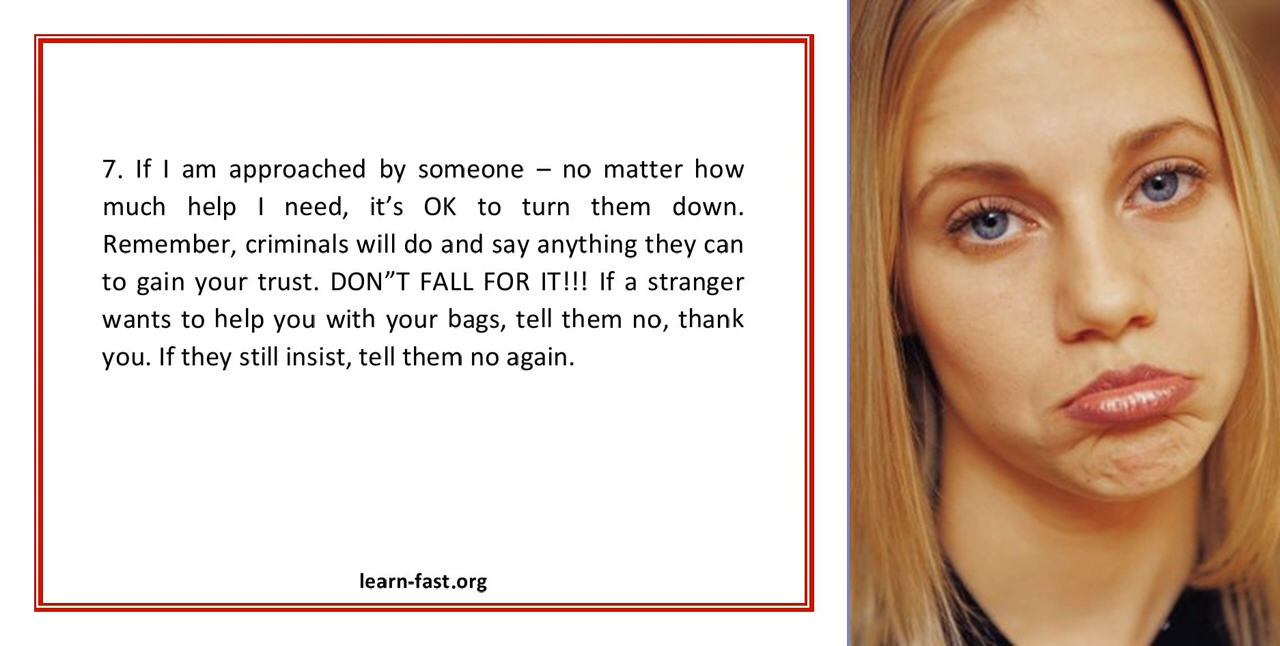 7. If I am approached by someone – no matter how
much help I need, it’s OK to turn them down.
Remember, criminals will do and say anything they can
to gain your trust. DON”T FALL FOR IT!!! If a stranger
wants to help you with your bags, tell them no, thank
you. If they still insist, tell them no again.
learn-fast.org